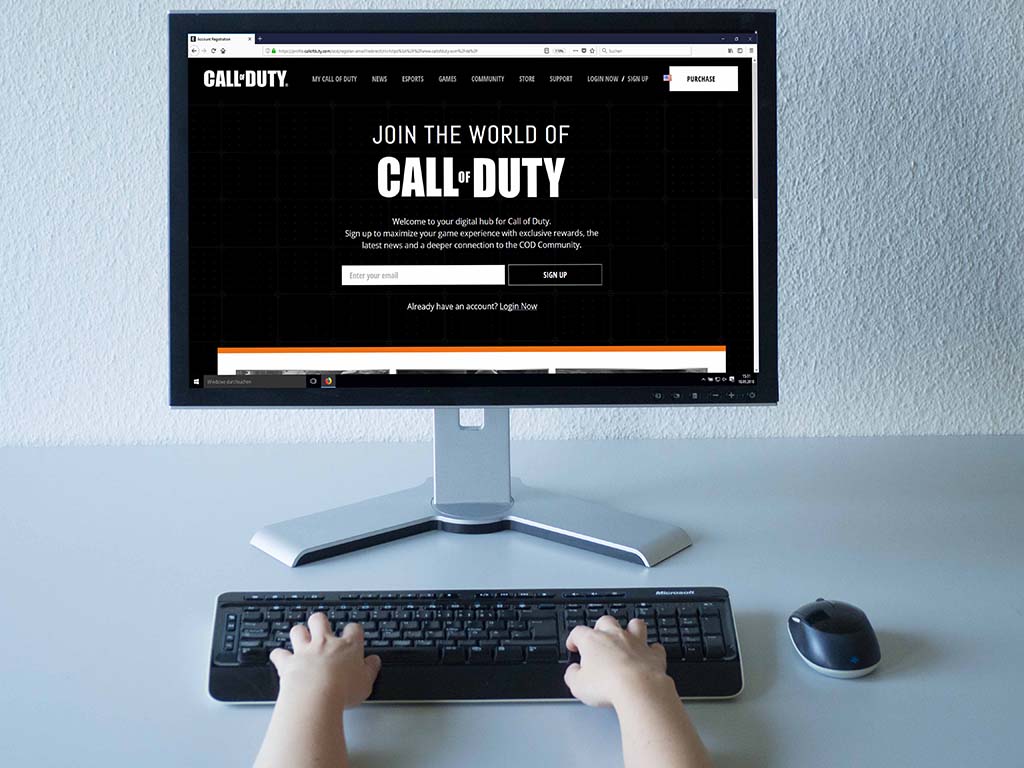 Account Registration
CALL OF DUTY
MY CALL OF DUTY NEWS ESPORTS GAMES COMMUNITY STORE SUPPORT LOGIN NOW / SIGN UP PURCHASE
JOIN THE WORLD OF
CALL OF DUTY
Welcome to your digital hub for Call of Duty.
Sign up to maximize your game experience with exclusive rewards, the
latest news and a deeper connection to the COD Community.
Enter your email SIGN UP
Already have an account? Login Now
Windows durchsuchen
Microsoft